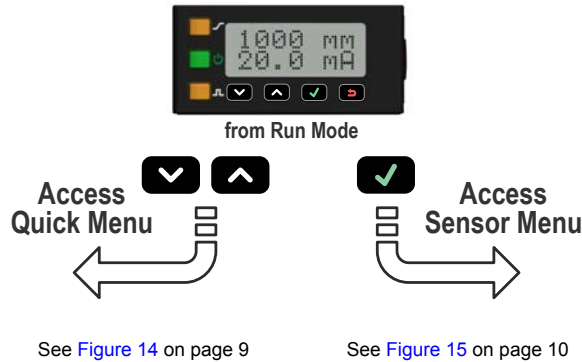 1000 mm
20.0 mA
from Run Mode
Access
Quick Menu
Access
Sensor Menu
See Figure 14 on page 9
See Figure 15 on page 10